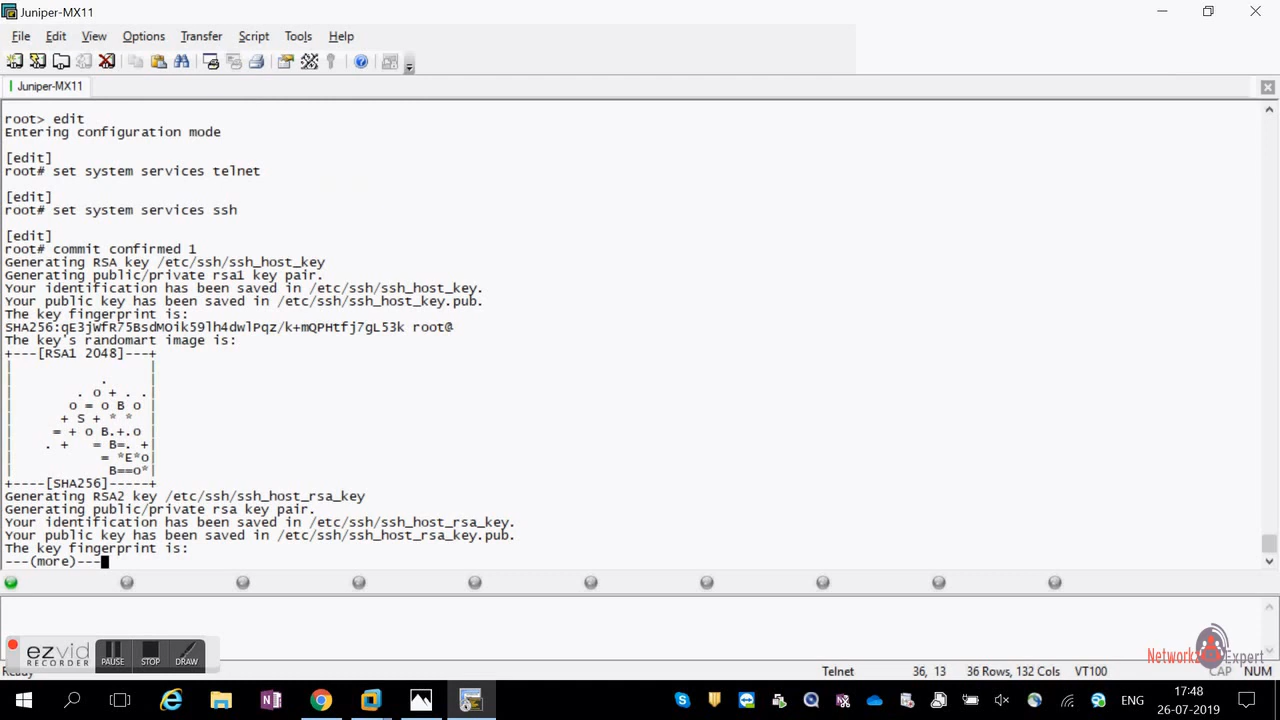 Juniper-MX11
File Edit View Options Transfer Script Tools Help
Juniper-MX11
root> edit
Entering configuration mode
[edit]
root# set system services telnet
[edit]
root# set system services ssh
[edit]
root# commit confirmed 1
Generating RSA key /etc/ssh/ssh_host_key
Generating public/private rsa1 key pair.
Your identification has been saved in /etc/ssh/ssh_host_key.
Your public key has been saved in /etc/ssh/ssh_host_key.pub.
The key fingerprint is:
SHA256:qE3jWfR75BsdMOik59lh4dwlPqz/k+mQPHtfj7gL53k root@
The key's randomart image is:
+---[RSA1 2048]---+
|                 |
|           .     |
|        . o + . .|
|       o = o B o |
|      + S + * *  |
|     = + o B.+.o |
|    . +   = B=. +|
|           = *E*o|
|            B==o*|
+----[SHA256]-----+
Generating RSA2 key /etc/ssh/ssh_host_rsa_key
Generating public/private rsa key pair.
Your identification has been saved in /etc/ssh/ssh_host_rsa_key.
Your public key has been saved in /etc/ssh/ssh_host_rsa_key.pub.
The key fingerprint is:
---(more)---
ezvid
RECORDER
PAUSE STOP DRAW
Telnet 36, 13 36 Rows, 132 Cols VT100 CAP NUM
ENG
17:48
26-07-2019